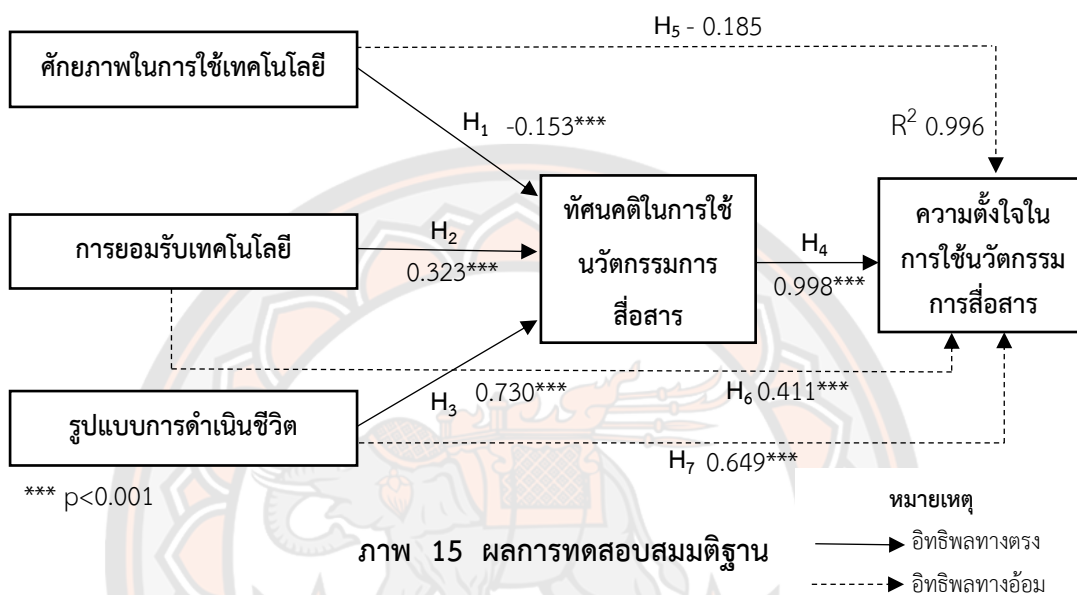 H₅ - 0.185
ศักยภาพในการใช้เทคโนโลยี
H₁ -0.153***
R² 0.996
ทัศนคติในการใช้
นวัตกรรมการ
สื่อสาร
ความตั้งใจใน
การใช้นวัตกรรม
การสื่อสาร
การยอมรับเทคโนโลยี
H₂
0.323***
H₄
0.998***
H₃ 0.730***
H₆ 0.411***
รูปแบบการดำเนินชีวิต
H₇ 0.649***
*** p<0.001
หมายเหตุ
อิทธิพลทางตรง
อิทธิพลทางอ้อม
ภาพ 15 ผลการทดสอบสมมติฐาน